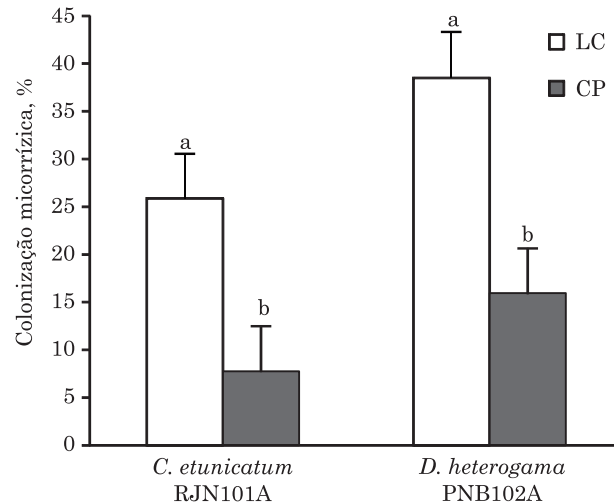 Colonização micorrízica, %
45
40
35
30
25
20
15
10
5
0
a
b
a
b
LC
CP
C. etunicatum
RJN101A
D. heterogama
PNB102A